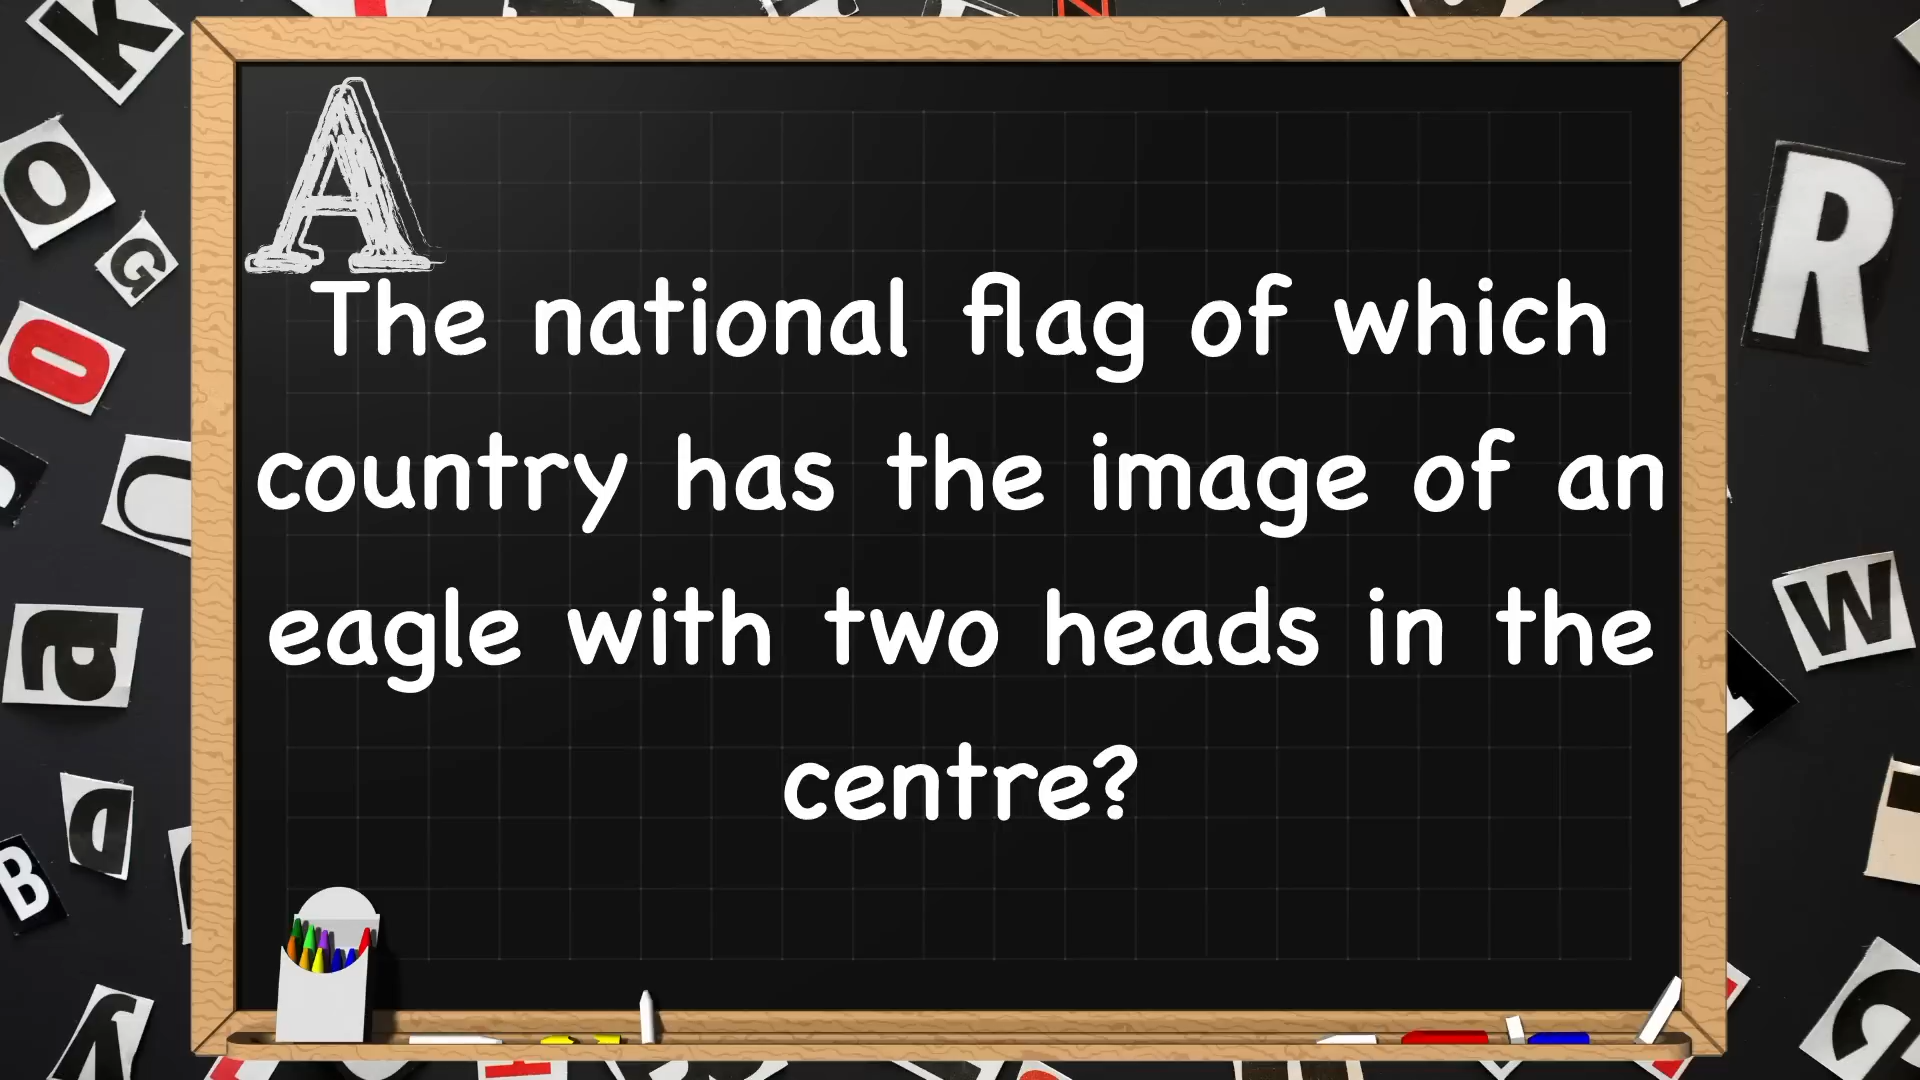 A
The national flag of which
country has the image of an
eagle with two heads in the
centre?
K
O
G
O
a
B
R
W